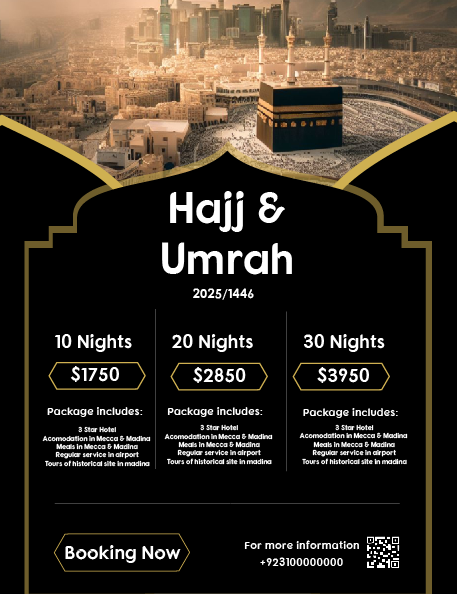 Hajj &
Umrah
2025/1446
10 Nights
$1750
Package includes:
3 Star Hotel
Acomodation in Mecca & Madina
Meals in Mecca & Madina
Regular service in airport
Tours of historical site in madina
20 Nights
$2850
Package includes:
3 Star Hotel
Acomodation in Mecca & Madina
Meals in Mecca & Madina
Regular service in airport
Tours of historical site in madina
30 Nights
$3950
Package includes:
3 Star Hotel
Acomodation in Mecca & Madina
Meals in Mecca & Madina
Regular service in airport
Tours of historical site in madina
Booking Now
For more information
+923100000000